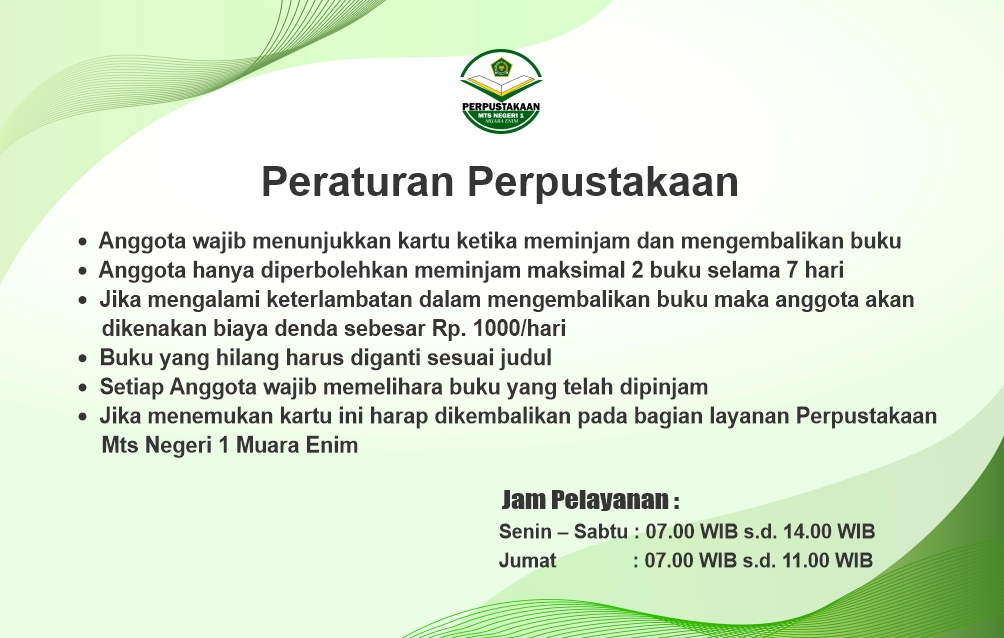 PERPUSTAKAAN
MTS NEGERI 1
MUARA ENIM
Peraturan Perpustakaan
• Anggota wajib menunjukkan kartu ketika meminjam dan mengembalikan buku
• Anggota hanya diperbolehkan meminjam maksimal 2 buku selama 7 hari
• Jika mengalami keterlambatan dalam mengembalikan buku maka anggota akan
dikenakan biaya denda sebesar Rp. 1000/hari
• Buku yang hilang harus diganti sesuai judul
• Setiap Anggota wajib memelihara buku yang telah dipinjam
• Jika menemukan kartu ini harap dikembalikan pada bagian layanan Perpustakaan
Mts Negeri 1 Muara Enim
Jam Pelayanan :
Senin – Sabtu : 07.00 WIB s.d. 14.00 WIB
Jumat : 07.00 WIB s.d. 11.00 WIB